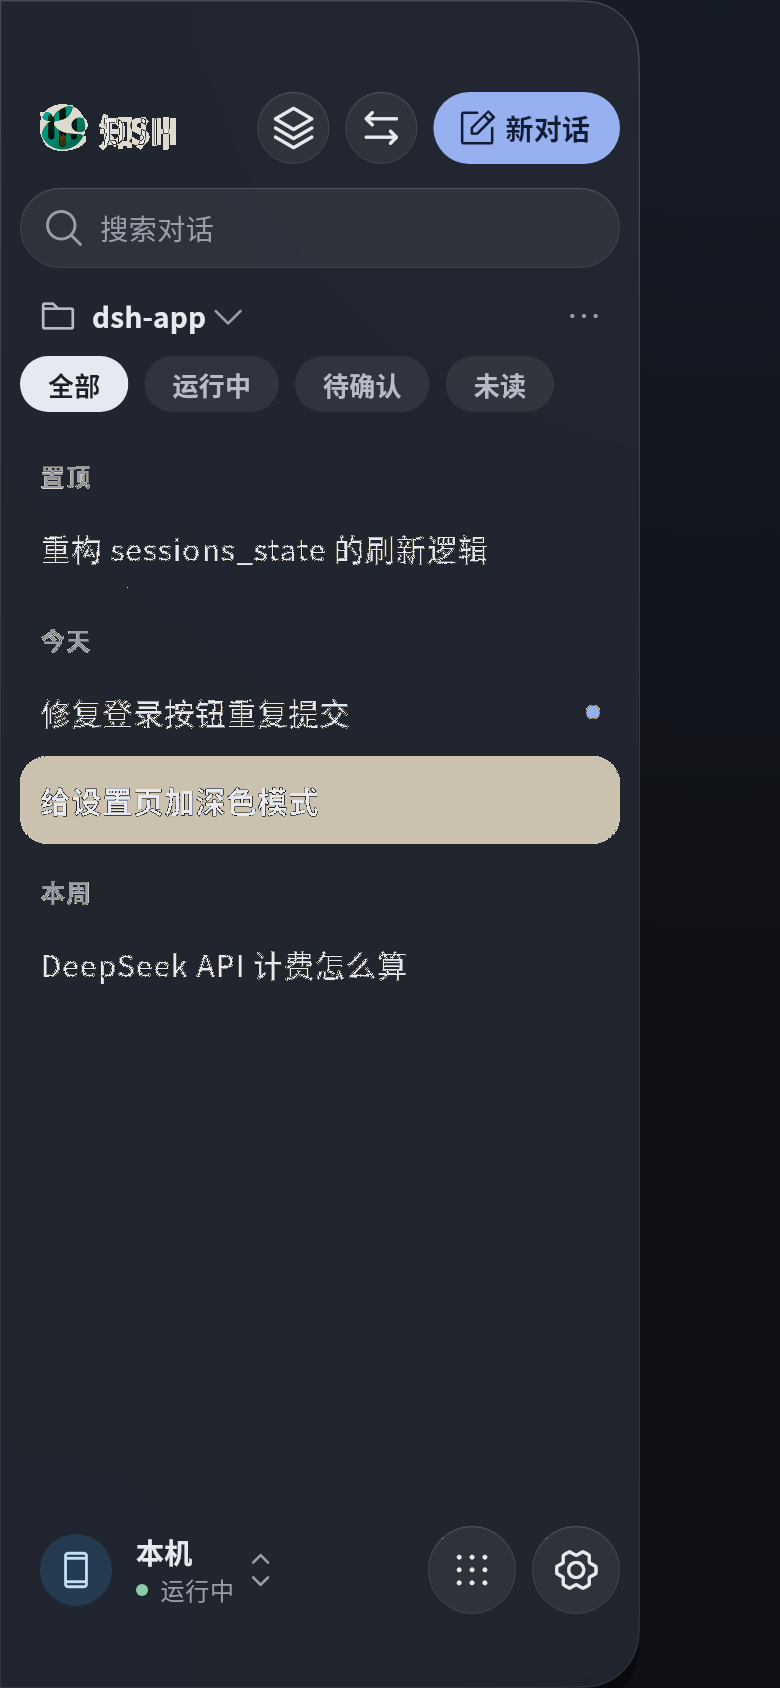 新对话
搜索对话
dsh-app
全部 运行中 待确认 未读
置顶
重构 sessions_state 的刷新逻辑
今天
修复登录按钮重复提交
给设置页加深色模式
本周
DeepSeek API 计费怎么算
本机
运行中